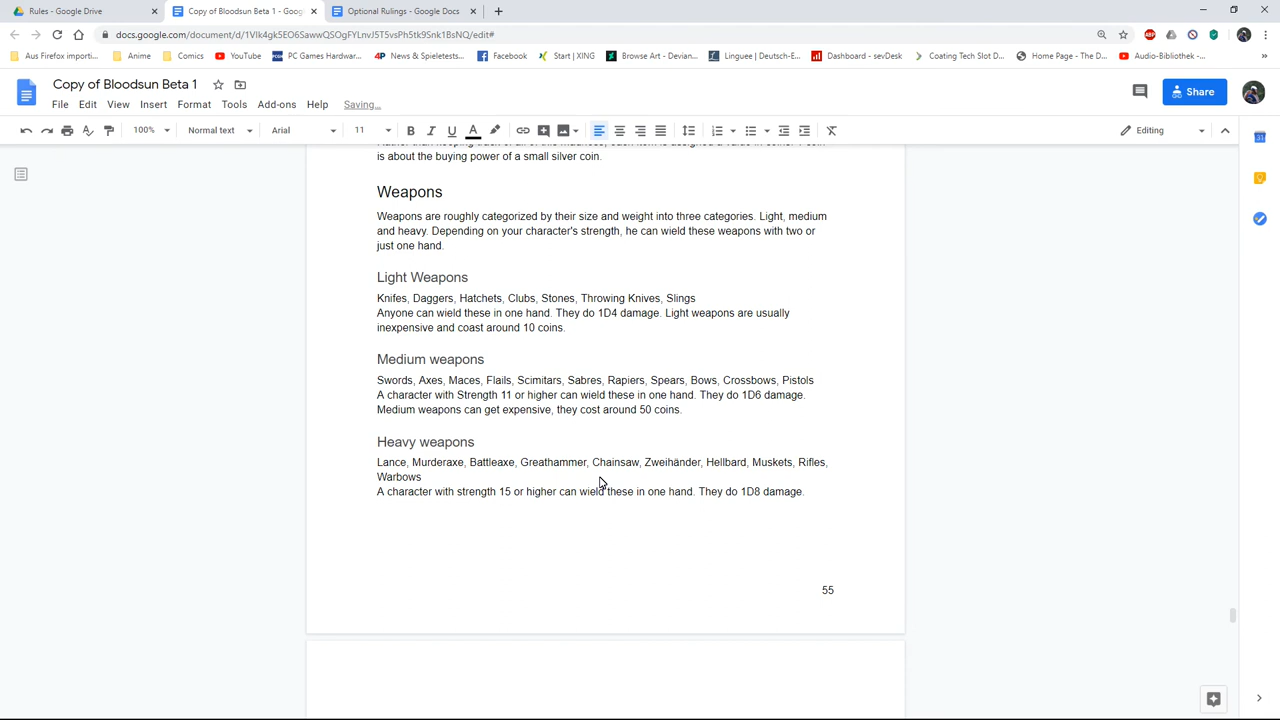 Rules - Google Drive
Copy of Bloodsun Beta 1 - Goog
Optional Rulings - Google Docs
docs.google.com/document/d/1VIk4gk5EO6SawwQSOgFYLnvJ5T5vsPh5tk9Snk1BsNQ/edit#
Aus Firefox importi...
Anime
Comics
YouTube
PC Games Hardwar...
News & Spieletests...
Facebook
Start | XING
Browse Art - Devian...
Linguee | Deutsch-E...
Dashboard - sevDesk
Coating Tech Slot D...
Home Page - The D...
Audio-Bibliothek -...
Copy of Bloodsun Beta 1
File Edit View Insert Format Tools Add-ons Help Saving...
Share
100% Normal text Arial 11 Editing
is about the buying power of a small silver coin.
Weapons
Weapons are roughly categorized by their size and weight into three categories. Light, medium
and heavy. Depending on your character's strength, he can wield these weapons with two or
just one hand.
Light Weapons
Knifes, Daggers, Hatchets, Clubs, Stones, Throwing Knives, Slings
Anyone can wield these in one hand. They do 1D4 damage. Light weapons are usually
inexpensive and coast around 10 coins.
Medium weapons
Swords, Axes, Maces, Flails, Scimitars, Sabres, Rapiers, Spears, Bows, Crossbows, Pistols
A character with Strength 11 or higher can wield these in one hand. They do 1D6 damage.
Medium weapons can get expensive, they cost around 50 coins.
Heavy weapons
Lance, Murderaxe, Battleaxe, Greathammer, Chainsaw, Zweihänder, Hellbard, Muskets, Rifles,
Warbows
A character with strength 15 or higher can wield these in one hand. They do 1D8 damage.
55